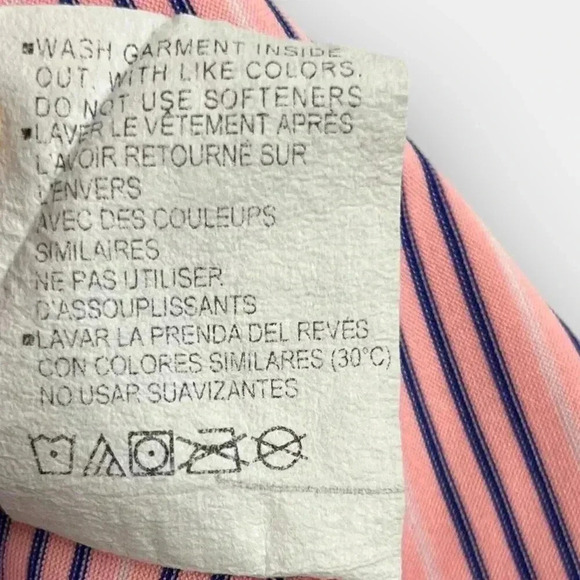 WASH GARMENT INSIDE
OUT, WITH LIKE COLORS.
DO NOT USE SOFTENERS
LAVER LE VÊTEMENT APRÈS
L'AVOIR RETOURNÉ SUR
L'ENVERS
AVEC DES COULEURS
SIMILAIRES
NE PAS UTILISER
D'ASSOUPLISSANTS
LAVAR LA PRENDA DEL REVÉS
CON COLORES SIMILARES (30°C)
NO USAR SUAVIZANTES